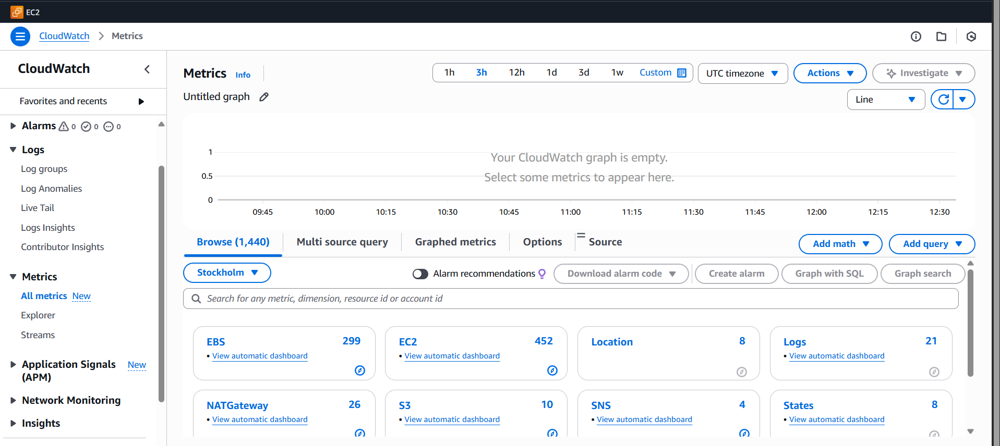 EC2
CloudWatch > Metrics
CloudWatch
Favorites and recents
Alarms 0 0 0
Logs
Log groups
Log Anomalies
Live Tail
Logs Insights
Contributor Insights
Metrics
All metrics New
Explorer
Streams
Application Signals (APM) New
Network Monitoring
Insights
Metrics Info
1h 3h 12h 1d 3d 1w Custom
UTC timezone
Actions
Investigate
Untitled graph
Line
1
0.5
0
Your CloudWatch graph is empty.
Select some metrics to appear here.
09:45 10:00 10:15 10:30 10:45 11:00 11:15 11:30 11:45 12:00 12:15 12:30
Browse (1,440) Multi source query Graphed metrics Options Source
Add math Add query
Stockholm
Alarm recommendations
Download alarm code Create alarm Graph with SQL Graph search
Search for any metric, dimension, resource id or account id
EBS 299
• View automatic dashboard
EC2 452
• View automatic dashboard
Location 8
Logs 21
• View automatic dashboard
NATGateway 26
• View automatic dashboard
S3 10
• View automatic dashboard
SNS 4
• View automatic dashboard
States 8
• View automatic dashboard